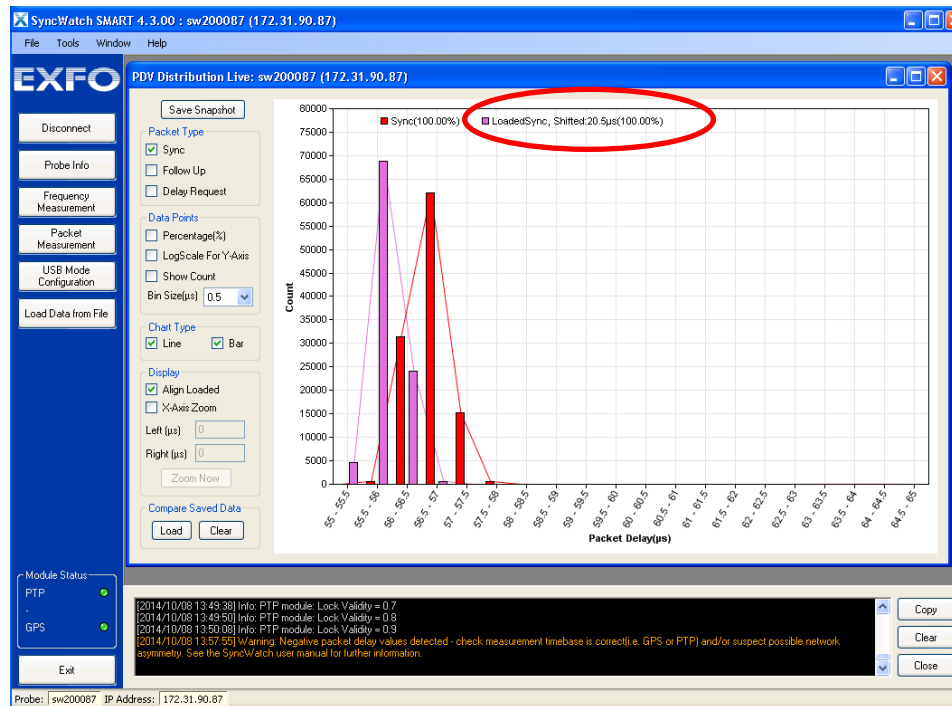 SyncWatch SMART 4.3.00 : sw200087 (172.31.90.87)
File Tools Window Help
EXFO
Disconnect
Probe Info
Frequency
Measurement
Packet
Measurement
USB Mode
Configuration
Load Data from File
Module Status
PTP
.
GPS
Exit
PDV Distribution Live: sw200087 (172.31.90.87)
Save Snapshot
Packet Type
Sync
Follow Up
Delay Request
Data Points
Percentage(%)
LogScale For Y-Axis
Show Count
Bin Size(µs) 0.5
Chart Type
Line Bar
Display
Align Loaded
X-Axis Zoom
Left (µs) 0
Right (µs) 0
Zoom Now
Compare Saved Data
Load Clear
Sync(100.00%) LoadedSync, Shifted:20.5µs(100.00%)
Count
80000
75000
70000
65000
60000
55000
50000
45000
40000
35000
30000
25000
20000
15000
10000
5000
0
55 - 55.5
55.5 - 56
56 - 56.5
56.5 - 57
57 - 57.5
57.5 - 58
58 - 58.5
58.5 - 59
59 - 59.5
59.5 - 60
60 - 60.5
60.5 - 61
61 - 61.5
61.5 - 62
62 - 62.5
62.5 - 63
63 - 63.5
63.5 - 64
64 - 64.5
64.5 - 65
Packet Delay(µs)
[2014/10/08 13:49:38] Info: PTP module: Lock Validity = 0.7
[2014/10/08 13:49:50] Info: PTP module: Lock Validity = 0.8
[2014/10/08 13:50:08] Info: PTP module: Lock Validity = 0.9
[2014/10/08 13:57:55] Warning: Negative packet delay values detected - check measurement timebase is correct(i.e. GPS or PTP) and/or suspect possible network
asymmetry. See the SyncWatch user manual for further information.
Copy
Clear
Close
Probe: sw200087 IP Address: 172.31.90.87